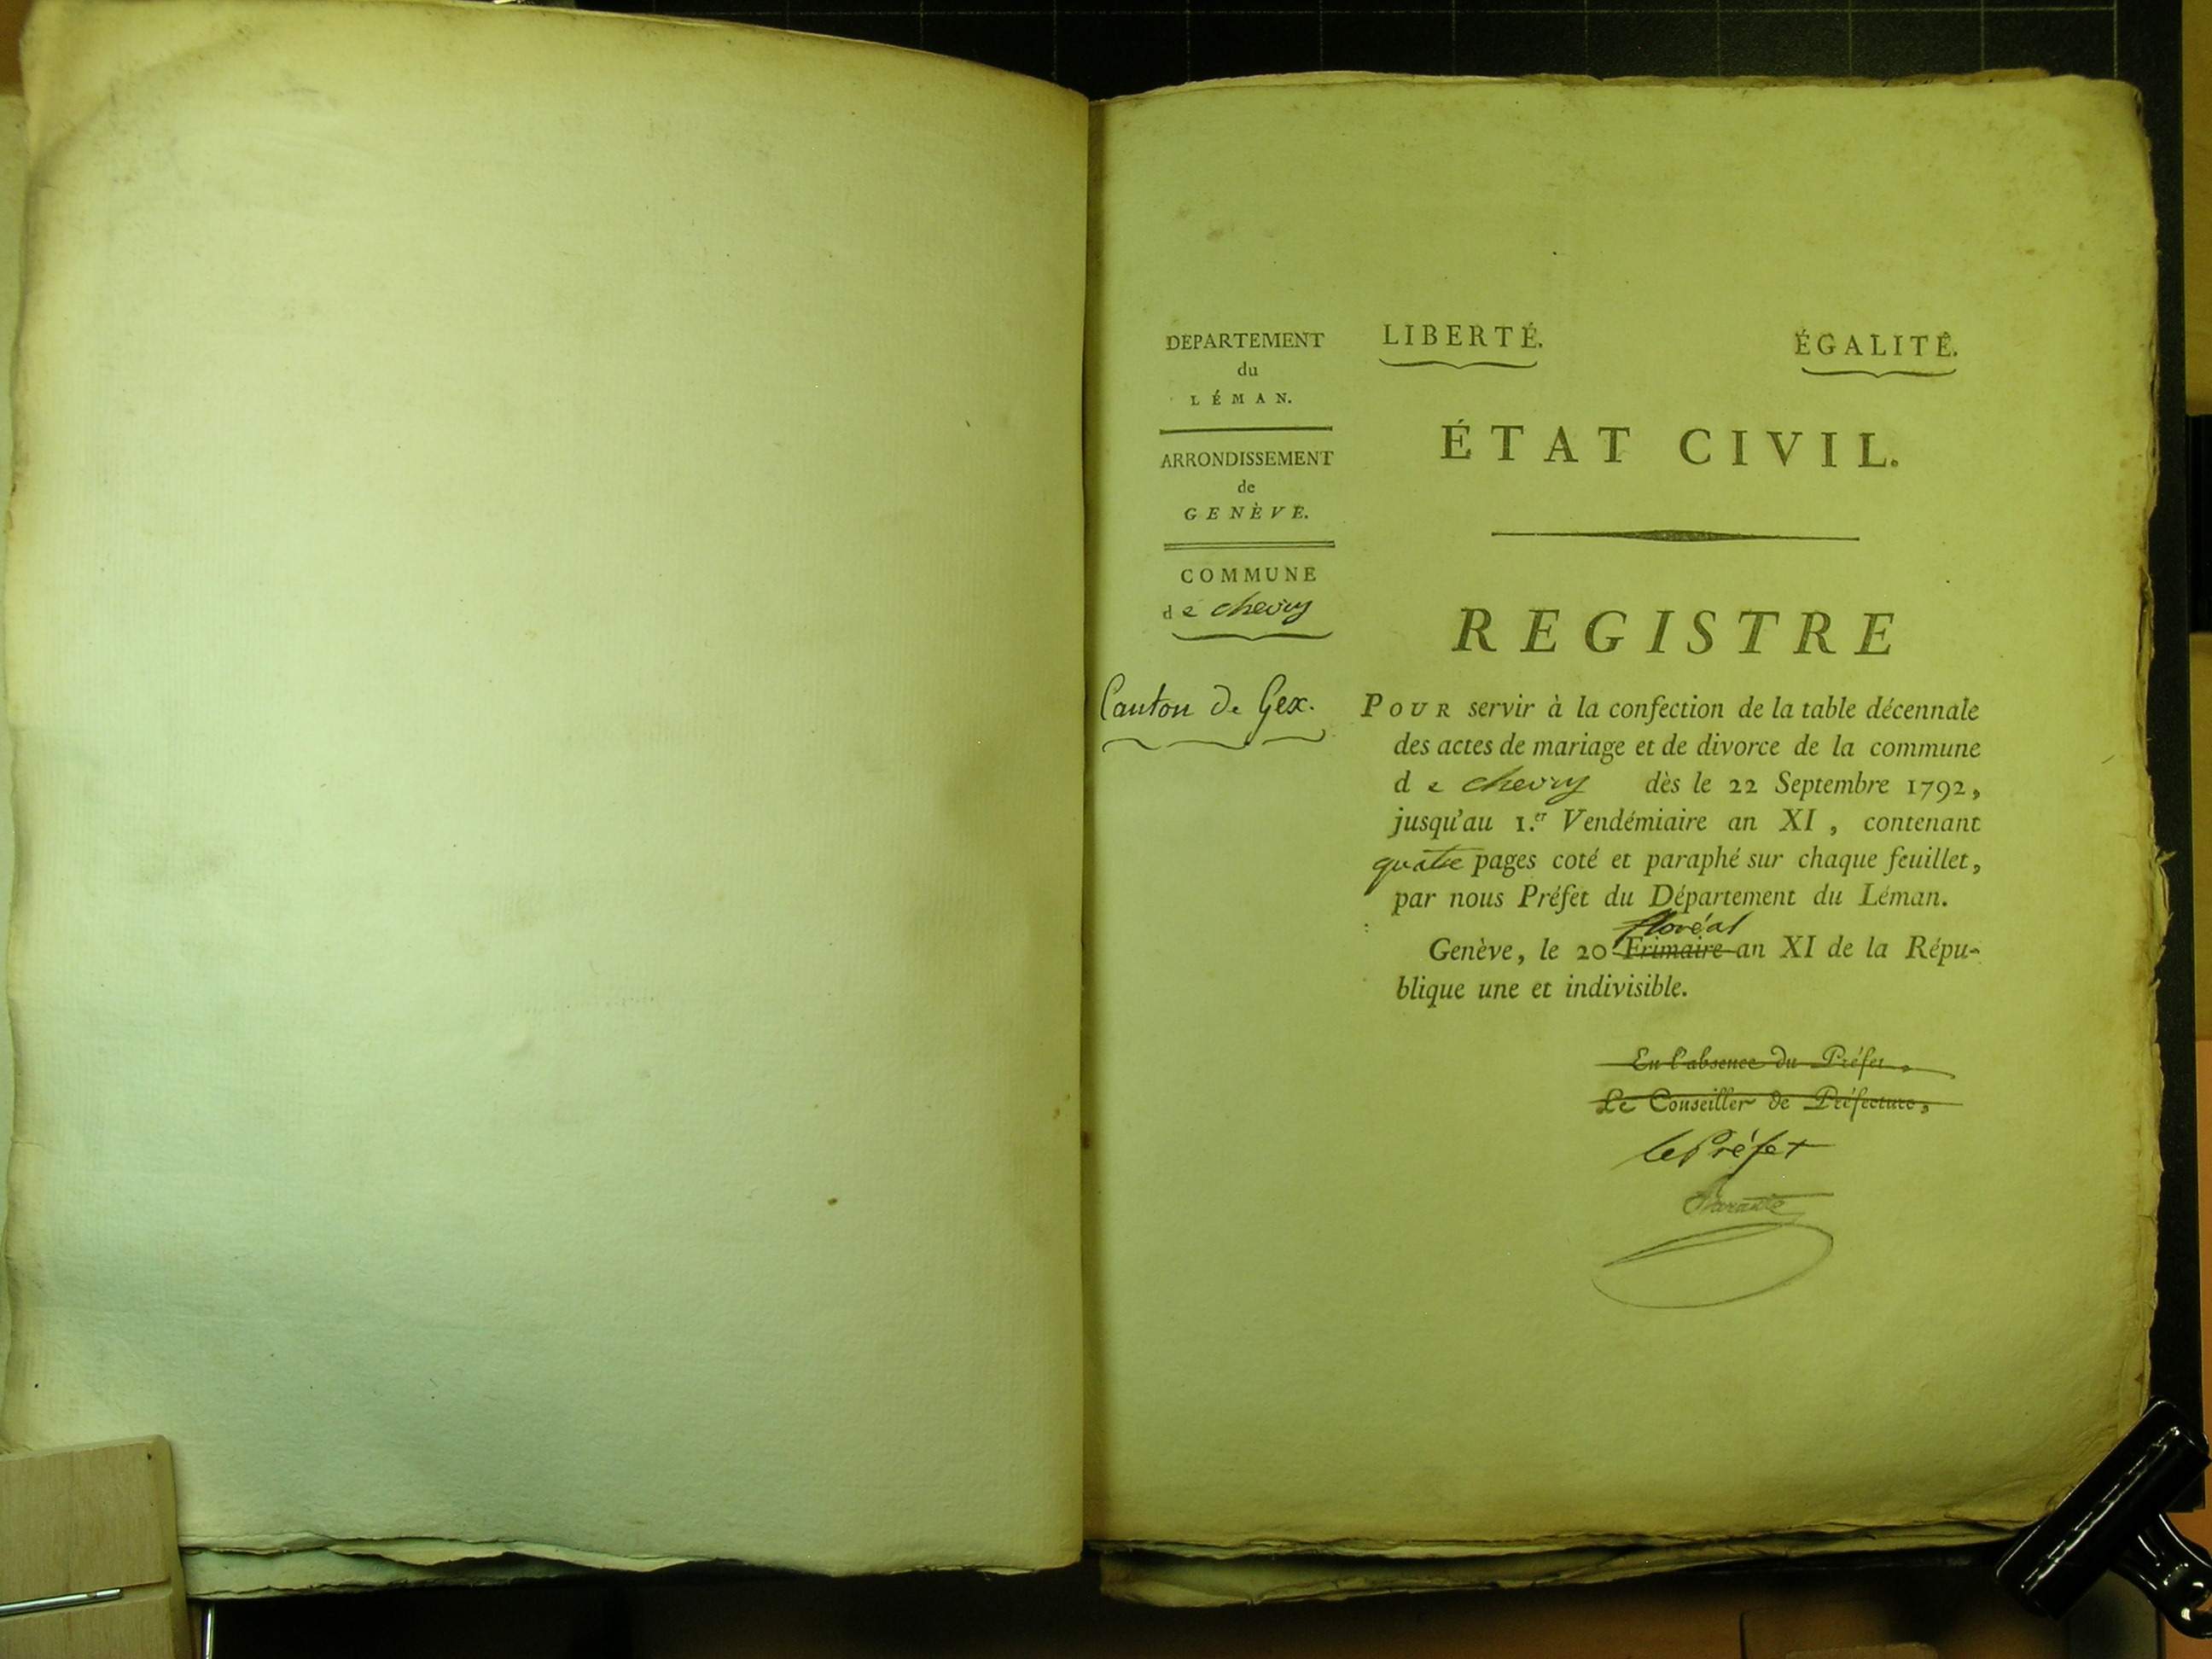 DEPARTEMENT
du
LÉMAN.
ARRONDISSEMENT
de
GENÈVE.
COMMUNE
de chevry
Canton de Gex.
LIBERTÉ. ÉGALITÉ.
ÉTAT CIVIL.
REGISTRE
POUR servir à la confection de la table décennale
des actes de mariage et de divorce de la commune
de chevry dès le 22 Septembre 1792,
jusqu'au 1.er Vendémiaire an XI, contenant
quatre pages coté et paraphé sur chaque feuillet,
par nous Préfet du Département du Léman.
floréal
Genève, le 20 Frimaire an XI de la Répu-
blique une et indivisible.
En l'absence du Préfet,
Le Conseiller de Préfecture,
le Préfet
Barante